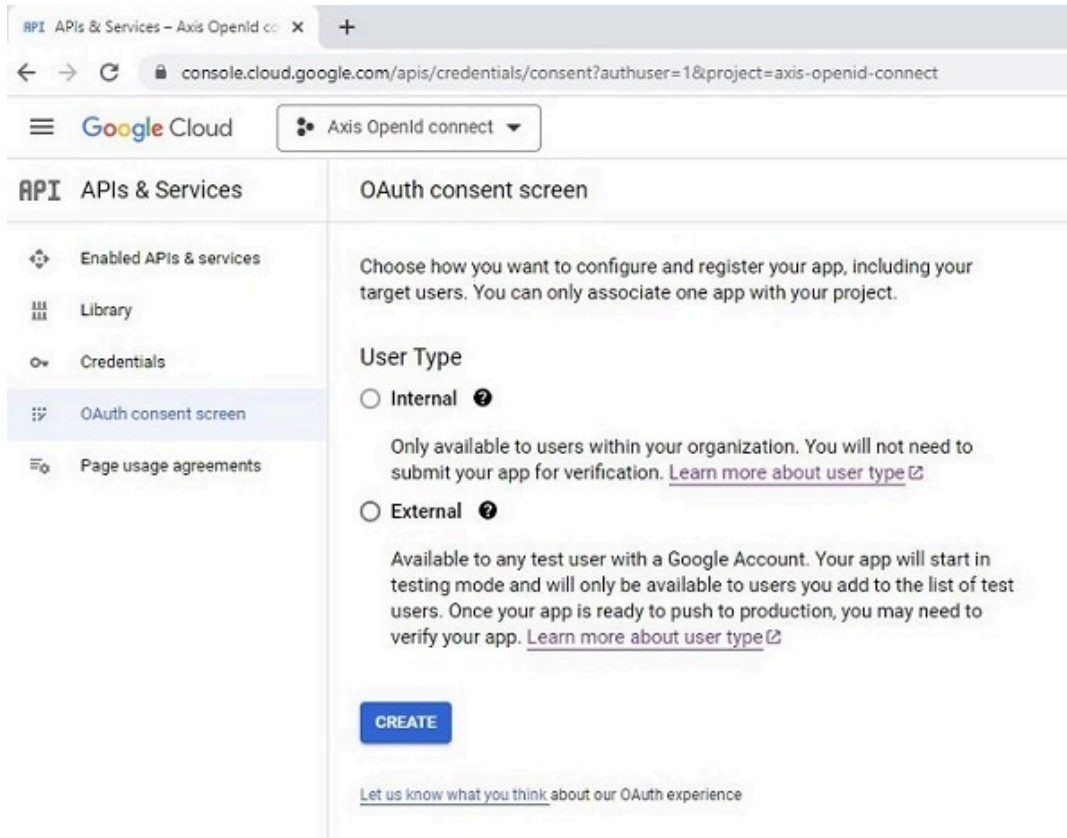 API APIs & Services – Axis OpenId co
console.cloud.google.com/apis/credentials/consent?authuser=1&project=axis-openid-connect
Google Cloud Axis OpenId connect
API APIs & Services
OAuth consent screen
Enabled APIs & services
Library
Credentials
OAuth consent screen
Page usage agreements
Choose how you want to configure and register your app, including your
target users. You can only associate one app with your project.
User Type
Internal
Only available to users within your organization. You will not need to
submit your app for verification. Learn more about user type
External
Available to any test user with a Google Account. Your app will start in
testing mode and will only be available to users you add to the list of test
users. Once your app is ready to push to production, you may need to
verify your app. Learn more about user type
CREATE
Let us know what you think about our OAuth experience